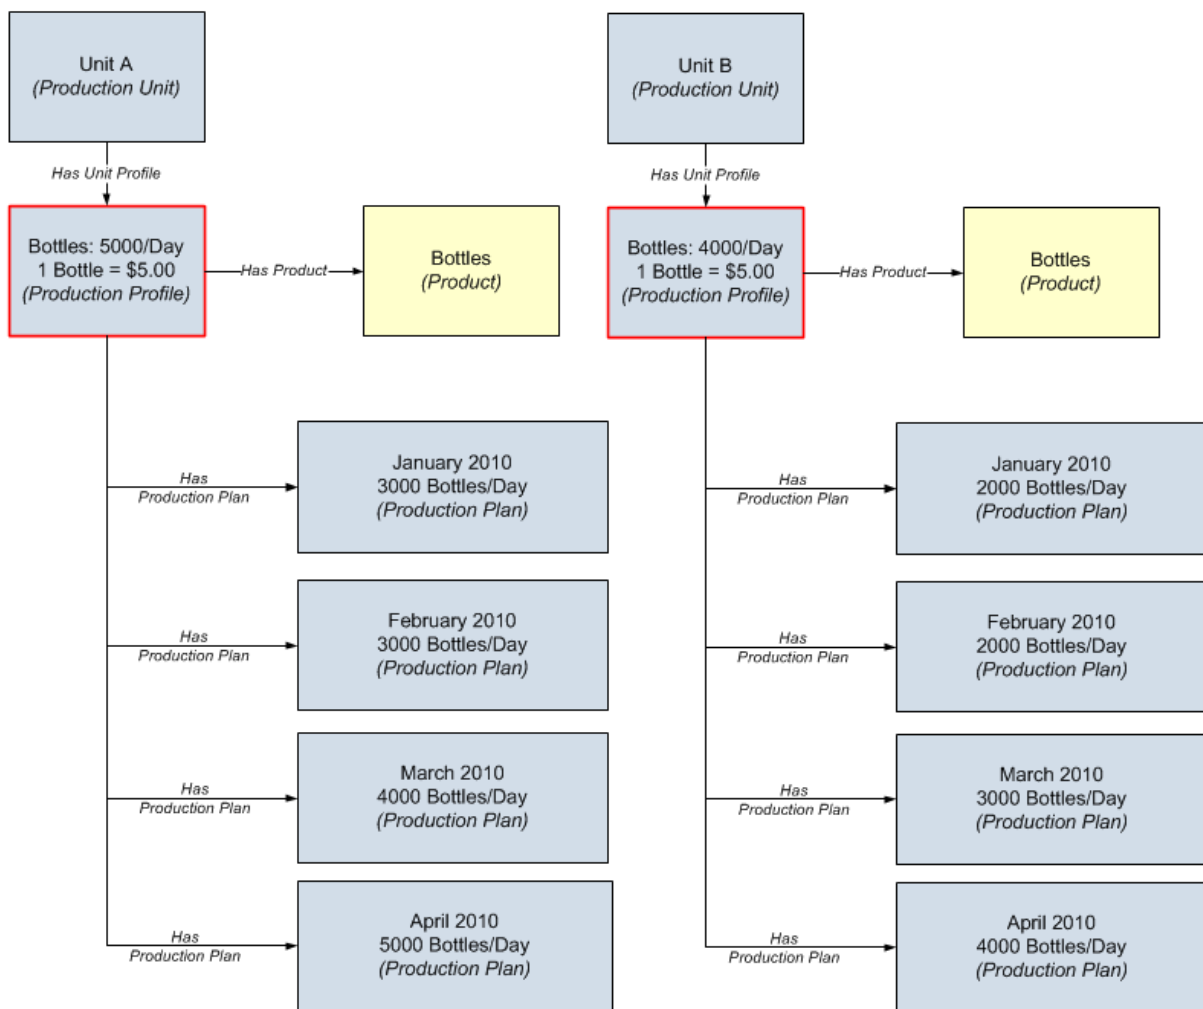 Unit A
(Production Unit)
Has Unit Profile
Bottles: 5000/Day
1 Bottle = $5.00
(Production Profile)
Has Product
Bottles
(Product)
Has
Production Plan
January 2010
3000 Bottles/Day
(Production Plan)
Has
Production Plan
February 2010
3000 Bottles/Day
(Production Plan)
Has
Production Plan
March 2010
4000 Bottles/Day
(Production Plan)
Has
Production Plan
April 2010
5000 Bottles/Day
(Production Plan)
Unit B
(Production Unit)
Has Unit Profile
Bottles: 4000/Day
1 Bottle = $5.00
(Production Profile)
Has Product
Bottles
(Product)
Has
Production Plan
January 2010
2000 Bottles/Day
(Production Plan)
Has
Production Plan
February 2010
2000 Bottles/Day
(Production Plan)
Has
Production Plan
March 2010
3000 Bottles/Day
(Production Plan)
Has
Production Plan
April 2010
4000 Bottles/Day
(Production Plan)